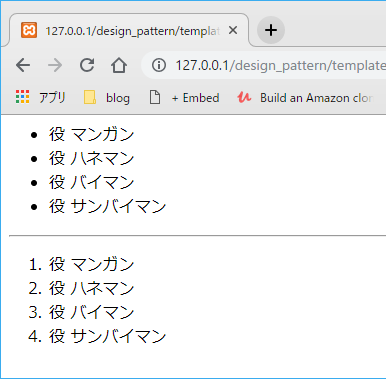 127.0.0.1/design_pattern/templat
127.0.0.1/design_pattern/template
アプリ blog + Embed Build an Amazon clon
• 役 マンガン
• 役 ハネマン
• 役 バイマン
• 役 サンバイマン
1. 役 マンガン
2. 役 ハネマン
3. 役 バイマン
4. 役 サンバイマン